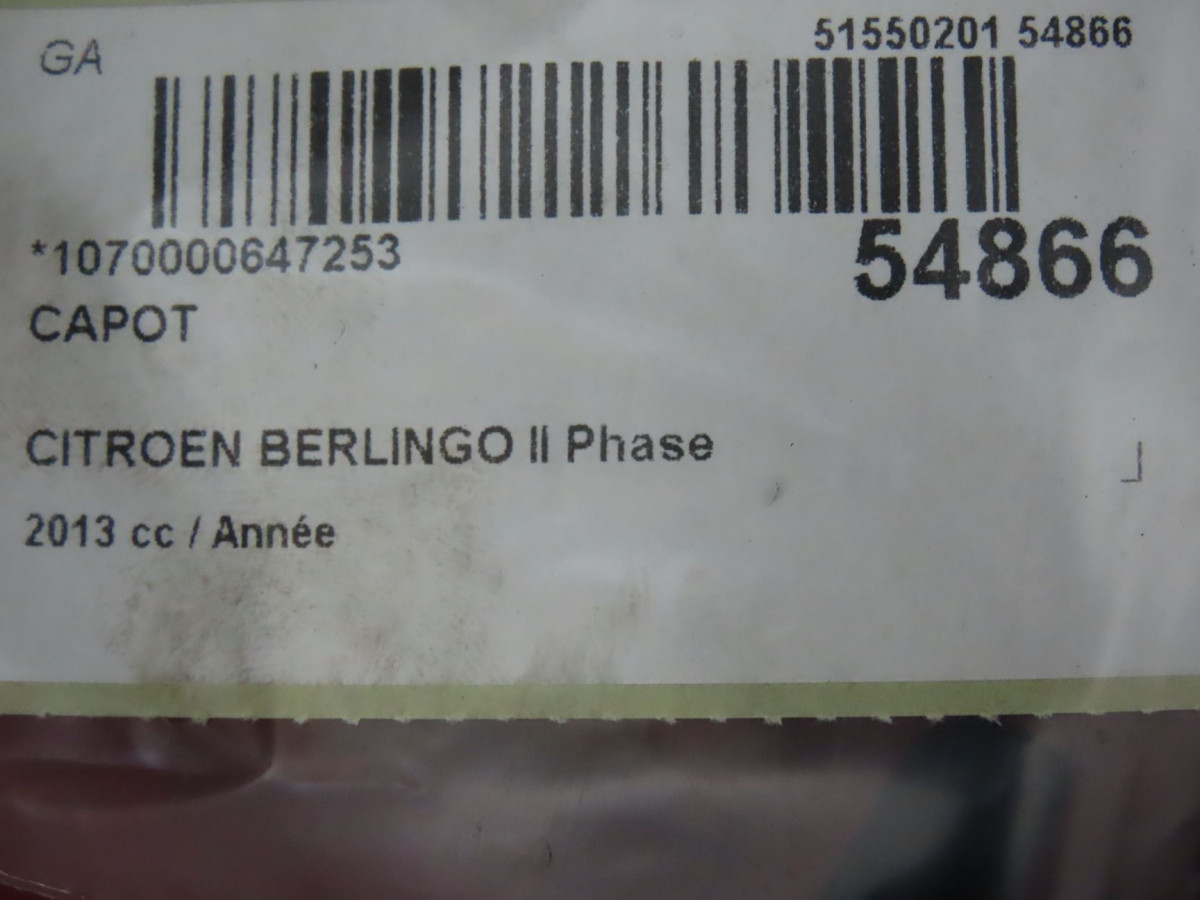 GA
51550201 54866
*1070000647253
54866
CAPOT
CITROEN BERLINGO II Phase
2013 cc / Année